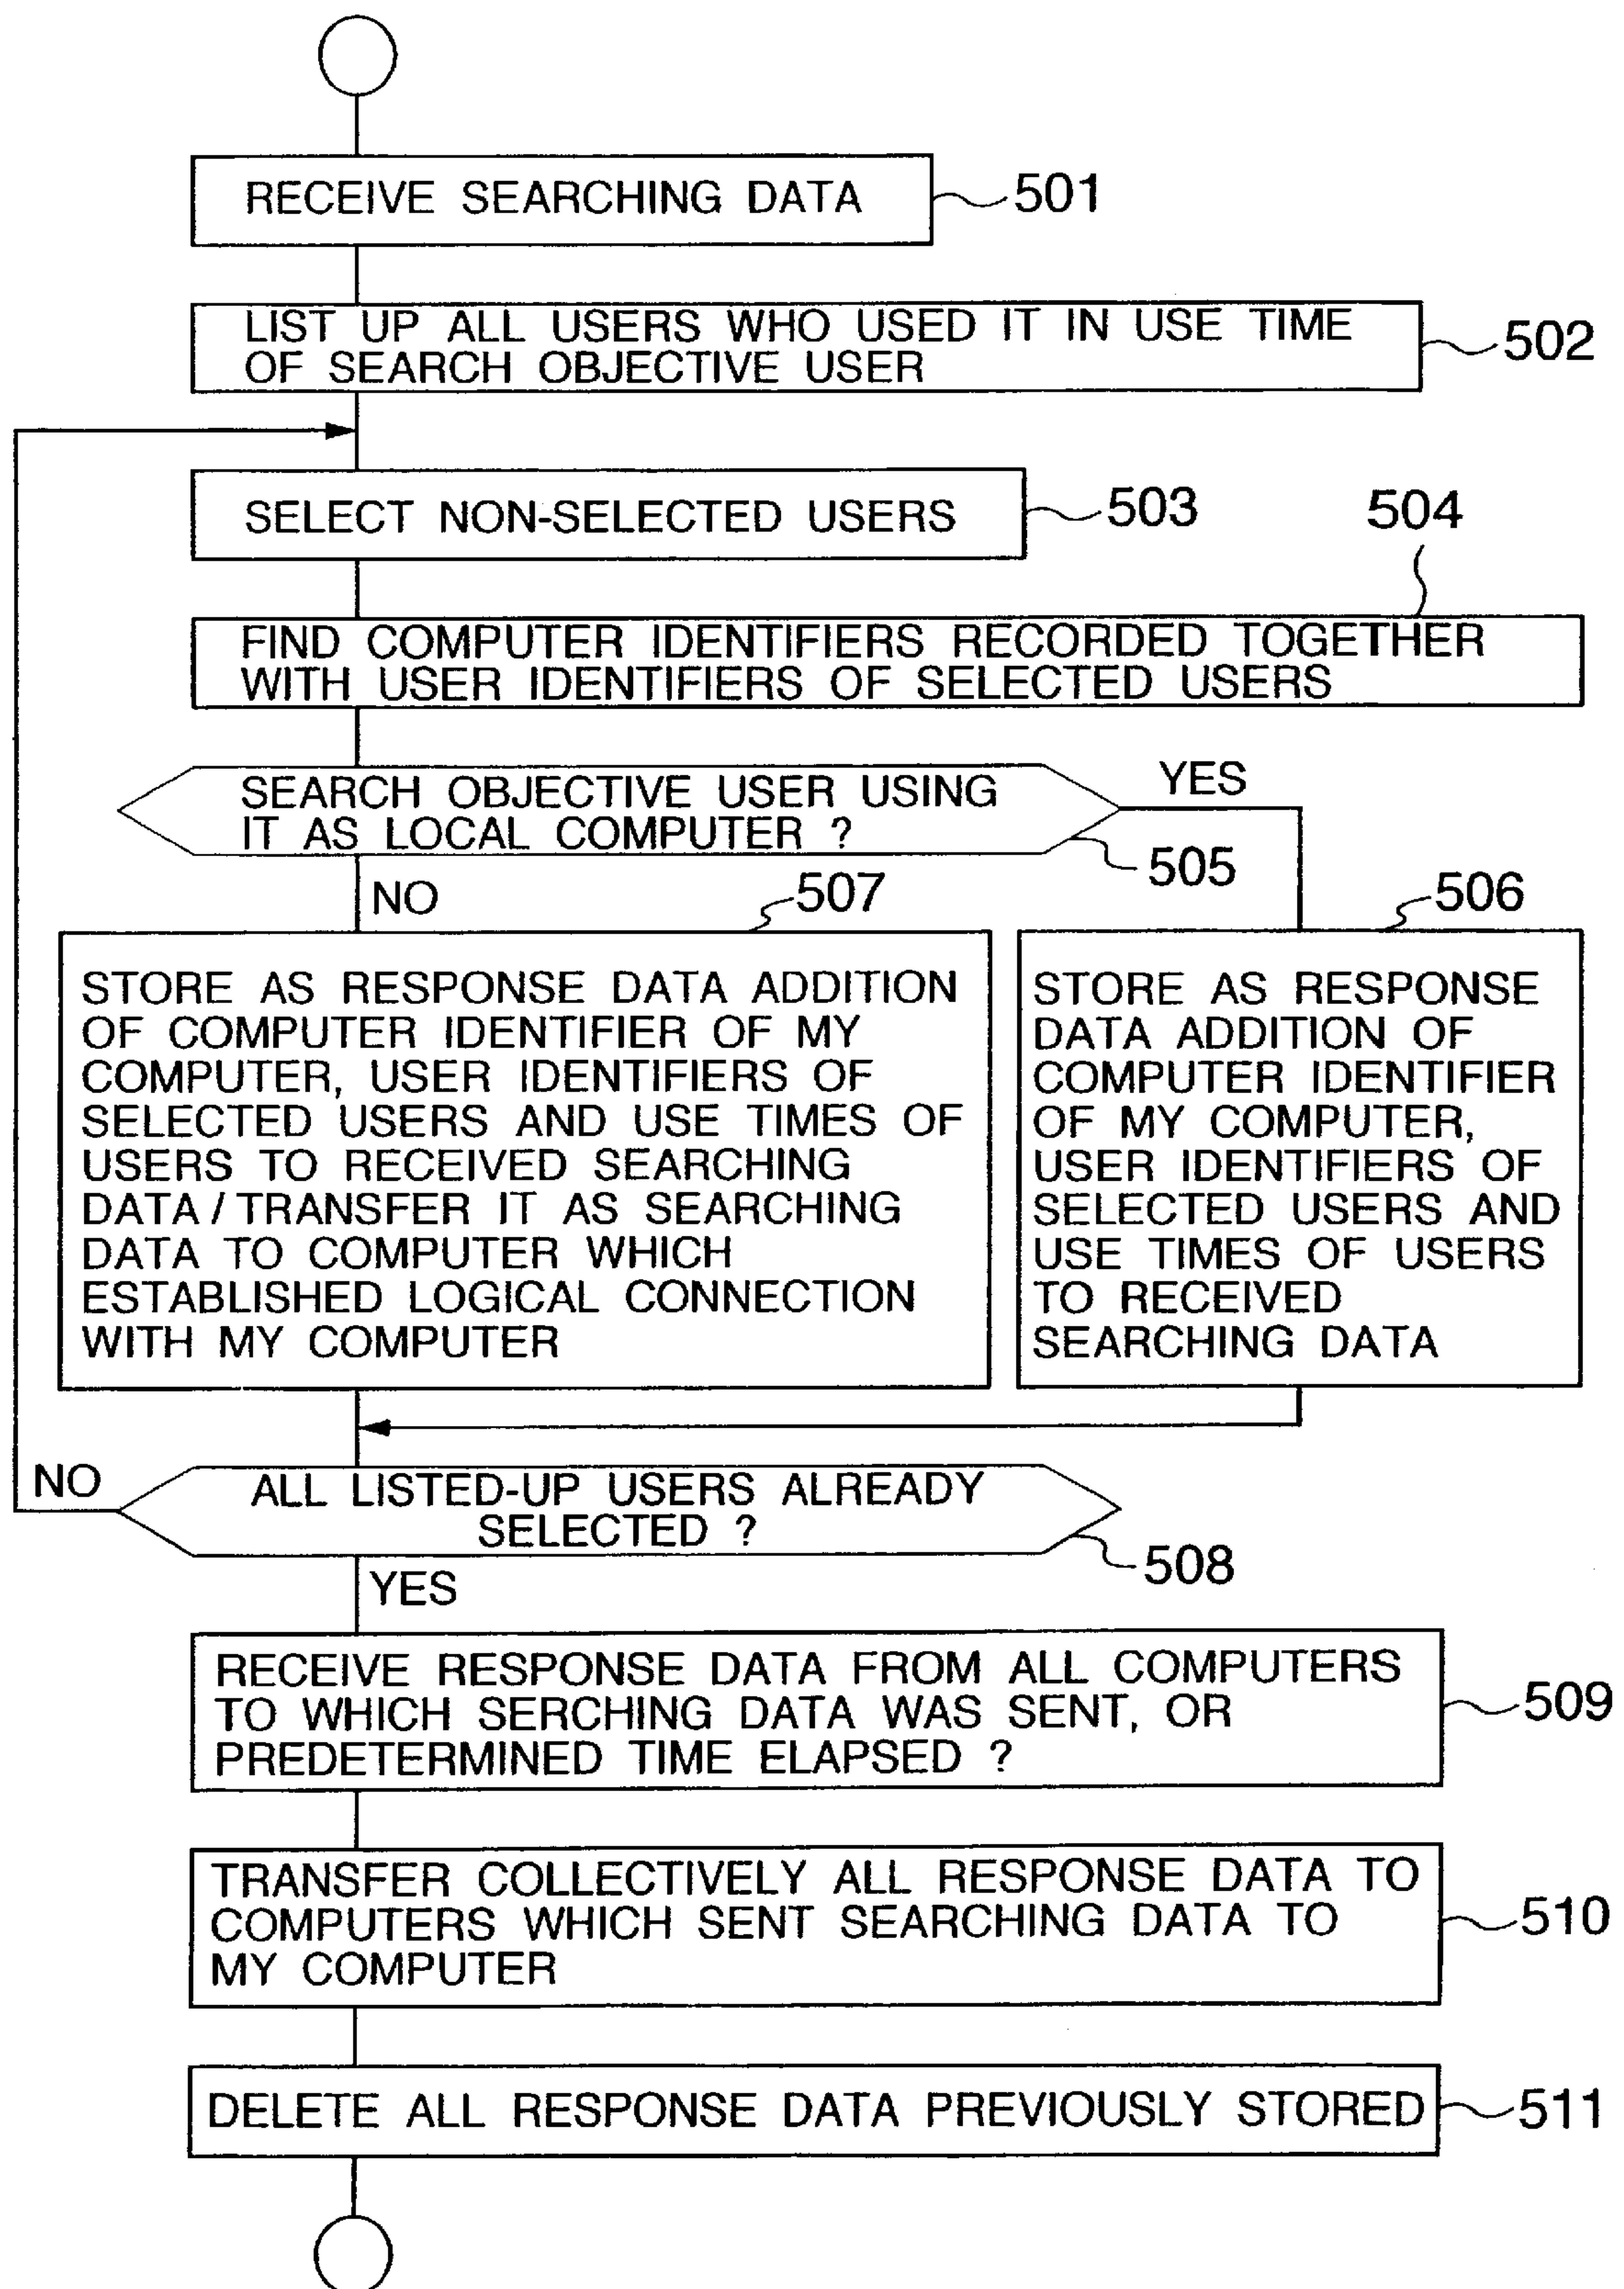 RECEIVE SEARCHING DATA
501
LIST UP ALL USERS WHO USED IT IN USE TIME
OF SEARCH OBJECTIVE USER
502
SELECT NON-SELECTED USERS
503
504
FIND COMPUTER IDENTIFIERS RECORDED TOGETHER
WITH USER IDENTIFIERS OF SELECTED USERS
SEARCH OBJECTIVE USER USING
IT AS LOCAL COMPUTER ?
YES
505
NO
507
506
STORE AS RESPONSE DATA ADDITION
OF COMPUTER IDENTIFIER OF MY
COMPUTER, USER IDENTIFIERS OF
SELECTED USERS AND USE TIMES OF
USERS TO RECEIVED SEARCHING
DATA / TRANSFER IT AS SEARCHING
DATA TO COMPUTER WHICH
ESTABLISHED LOGICAL CONNECTION
WITH MY COMPUTER
STORE AS RESPONSE
DATA ADDITION OF
COMPUTER IDENTIFIER
OF MY COMPUTER,
USER IDENTIFIERS OF
SELECTED USERS AND
USE TIMES OF USERS
TO RECEIVED
SEARCHING DATA
NO
ALL LISTED-UP USERS ALREADY
SELECTED ?
508
YES
RECEIVE RESPONSE DATA FROM ALL COMPUTERS
TO WHICH SERCHING DATA WAS SENT, OR
PREDETERMINED TIME ELAPSED ?
509
TRANSFER COLLECTIVELY ALL RESPONSE DATA TO
COMPUTERS WHICH SENT SEARCHING DATA TO
MY COMPUTER
510
DELETE ALL RESPONSE DATA PREVIOUSLY STORED
511